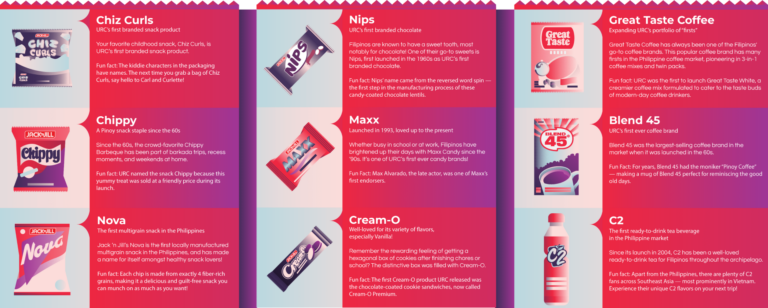 Chiz Curls
URC's first branded snack product
Your favorite childhood snack, Chiz Curls, is
URC's first branded snack product.
Fun fact: The kiddie characters in the packaging
have names. The next time you grab a bag of Chiz
Curls, say hello to Carl and Curlette!
JACK 'n JILL
CHIZ
CURLS
Chippy
A Pinoy snack staple since the 60s
Since the 60s, the crowd-favorite Chippy
Barbeque has been part of barkada trips, recess
moments, and weekends at home.
Fun fact: URC named the snack Chippy because this
yummy treat was sold at a friendly price during its
launch.
JACK 'n JILL
Chippy
Nova
The first multigrain snack in the Philippines
Jack 'n Jill's Nova is the first locally manufactured
multigrain snack in the Philippines, and has made
a name for itself amongst healthy snack lovers!
Fun fact: Each chip is made from exactly 4 fiber-rich
grains, making it a delicious and guilt-free snack you
can munch on as much as you want!
JACK 'n JILL
Nova
Nips
URC's first branded chocolate
Filipinos are known to have a sweet tooth, most
notably for chocolate! One of their go-to sweets is
Nips, first launched in the 1960s as URC's first
branded chocolate.
Fun fact: Nips' name came from the reversed word spin —
the first step in the manufacturing process of these
candy-coated chocolate lentils.
NIPS
Maxx
Launched in 1993, loved up to the present
Whether busy in school or at work, Filipinos have
brightened up their days with Maxx Candy since the
'90s. It's one of URC's first ever candy brands!
Fun Fact: Max Alvarado, the late actor, was one of Maxx's
first endorsers.
MAXX
Cream-O
Well-loved for its variety of flavors,
especially Vanilla!
Remember the rewarding feeling of getting a
hexagonal box of cookies after finishing chores or
school? The distinctive box was filled with Cream-O.
Fun fact: The first Cream-O product URC released was
the chocolate-coated cookie sandwiches, now called
Cream-O Premium.
Cream-O
Great Taste Coffee
Expanding URC's portfolio of "firsts"
Great Taste Coffee has always been one of the Filipinos'
go-to coffee brands. This popular coffee brand has many
firsts in the Philippine coffee market, pioneering in 3-in-1
coffee mixes and twin packs.
Fun fact: URC was the first to launch Great Taste White, a
creamier coffee mix formulated to cater to the taste buds
of modern-day coffee drinkers.
Great
Taste
Blend 45
URC's first ever coffee brand
Blend 45 was the largest-selling coffee brand in the
market when it was launched in the 60s.
Fun Fact: For years, Blend 45 had the moniker "Pinoy Coffee"
— making a mug of Blend 45 perfect for reminiscing the good
old days.
BLEND
45
C2
The first ready-to-drink tea beverage
in the Philippine market
Since its launch in 2004, C2 has been a well-loved
ready-to-drink tea for Filipinos throughout the archipelago.
Fun fact: Apart from the Philippines, there are plenty of C2
fans across Southeast Asia — most prominently in Vietnam.
Experience their unique C2 flavors on your next trip!
C2